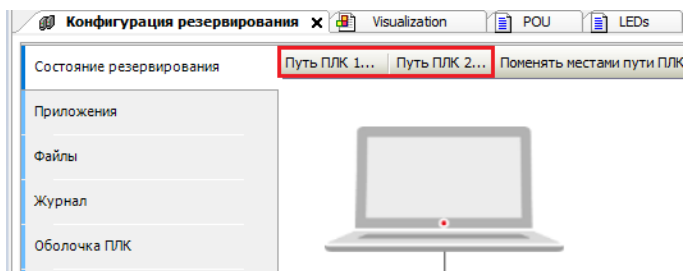 Конфигурация резервирования x Visualization POU LEDs
Состояние резервирования Путь ПЛК 1... Путь ПЛК 2... Поменять местами пути ПЛК
Приложения
Файлы
Журнал
Оболочка ПЛК